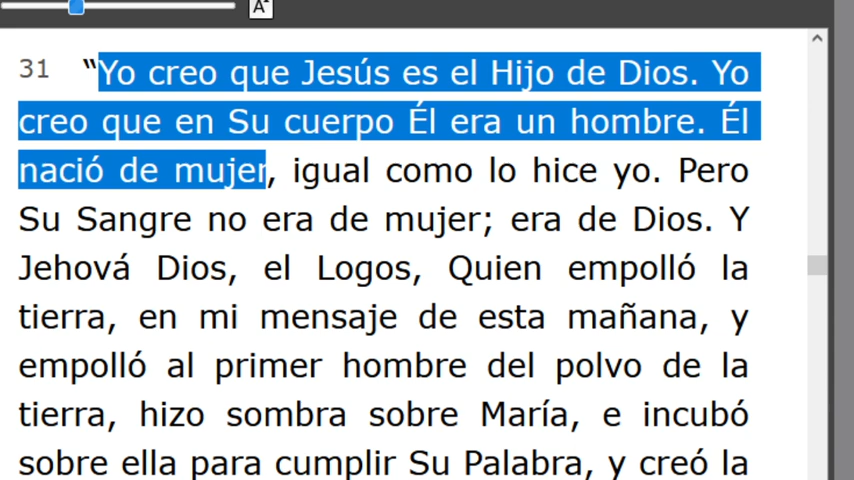 A
31 “Yo creo que Jesús es el Hijo de Dios. Yo
creo que en Su cuerpo Él era un hombre. Él
nació de mujer, igual como lo hice yo. Pero
Su Sangre no era de mujer; era de Dios. Y
Jehová Dios, el Logos, Quien empolló la
tierra, en mi mensaje de esta mañana, y
empolló al primer hombre del polvo de la
tierra, hizo sombra sobre María, e incubó
sobre ella para cumplir Su Palabra, y creó la